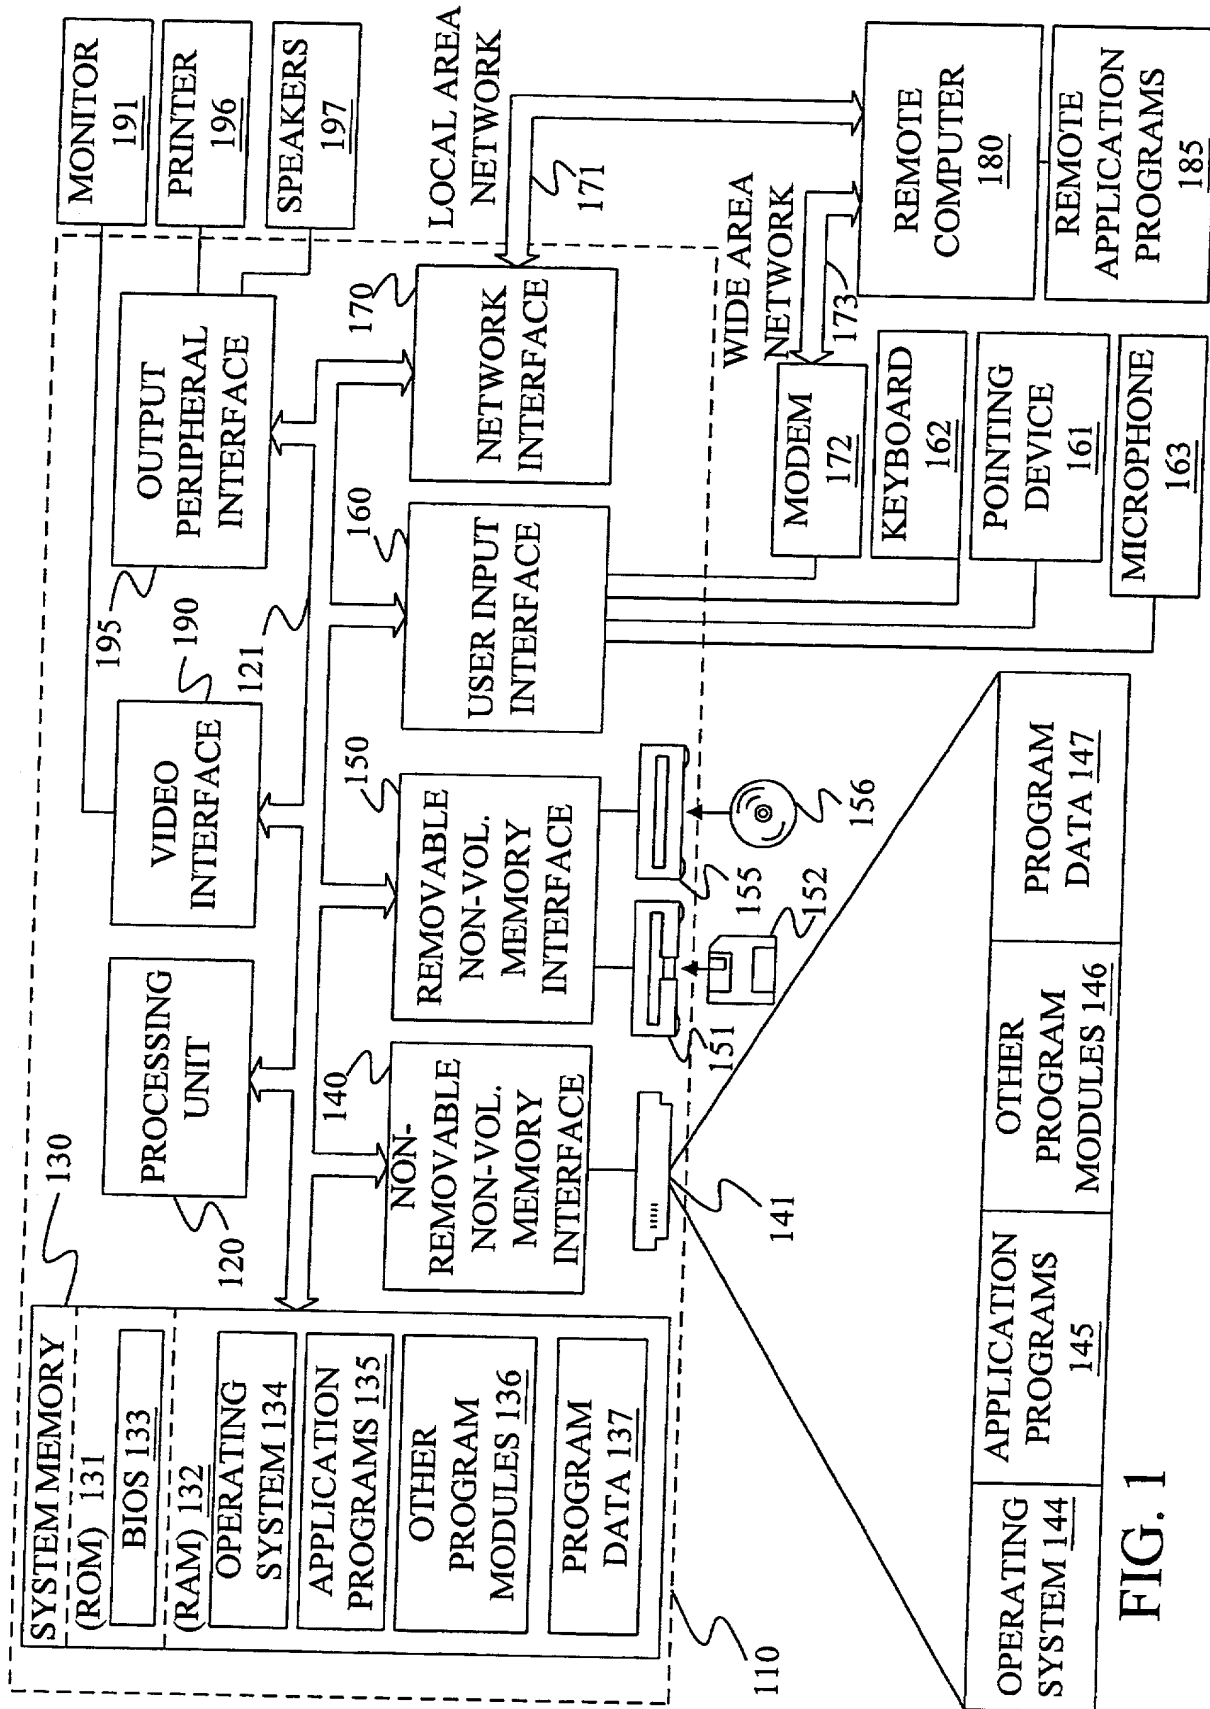 SYSTEM MEMORY
(ROM) 131
BIOS 133
(RAM) 132
OPERATING
SYSTEM 134
APPLICATION
PROGRAMS 135
OTHER
PROGRAM
MODULES 136
PROGRAM
DATA 137
130
120
PROCESSING
UNIT
VIDEO
INTERFACE
190
121
195
OUTPUT
PERIPHERAL
INTERFACE
MONITOR
191
PRINTER
196
SPEAKERS
197
140
NON-
REMOVABLE
NON-VOL.
MEMORY
INTERFACE
150
REMOVABLE
NON-VOL.
MEMORY
INTERFACE
160
USER INPUT
INTERFACE
170
NETWORK
INTERFACE
LOCAL AREA
NETWORK
171
WIDE AREA
NETWORK
173
141
151
152
155
156
MODEM
172
KEYBOARD
162
POINTING
DEVICE
161
MICROPHONE
163
REMOTE
COMPUTER
180
REMOTE
APPLICATION
PROGRAMS
185
110
OPERATING
SYSTEM 144
APPLICATION
PROGRAMS
145
OTHER
PROGRAM
MODULES 146
PROGRAM
DATA 147
FIG. 1